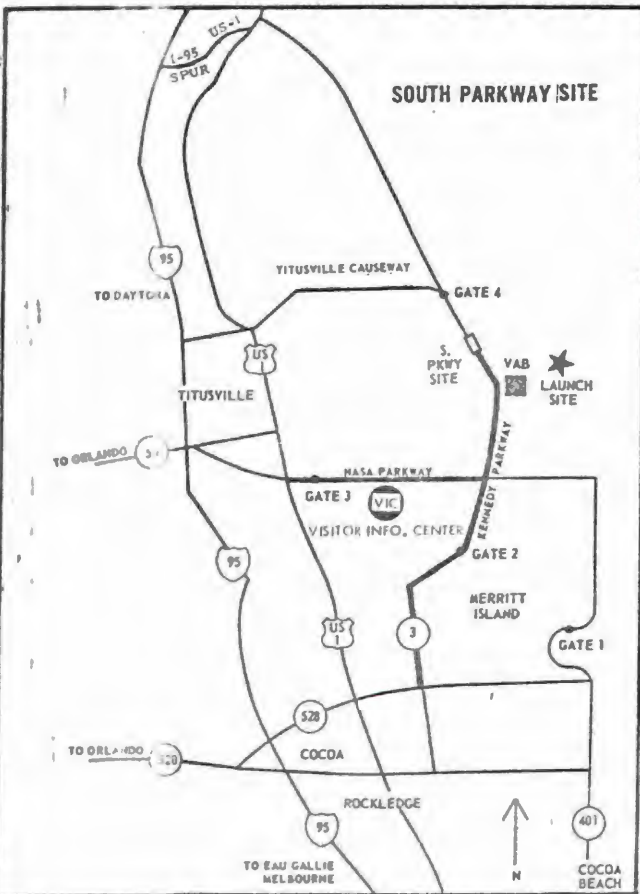 US-1
I-95
SPUR
SOUTH PARKWAY SITE
95
TITUSVILLE CAUSEWAY
TO DAYTONA
GATE 4
US
1
S.
PKWY
SITE
VAB
LAUNCH
SITE
TITUSVILLE
TO ORLANDO
NASA PARKWAY
GATE 3
VIC
VISITOR INFO. CENTER
KENNEDY PARKWAY
GATE 2
95
MERRITT
ISLAND
US
1
3
GATE 1
528
TO ORLANDO
COCOA
ROCKLEDGE
95
401
TO EAU GALLIE
MELBOURNE
N
COCOA
BEACH